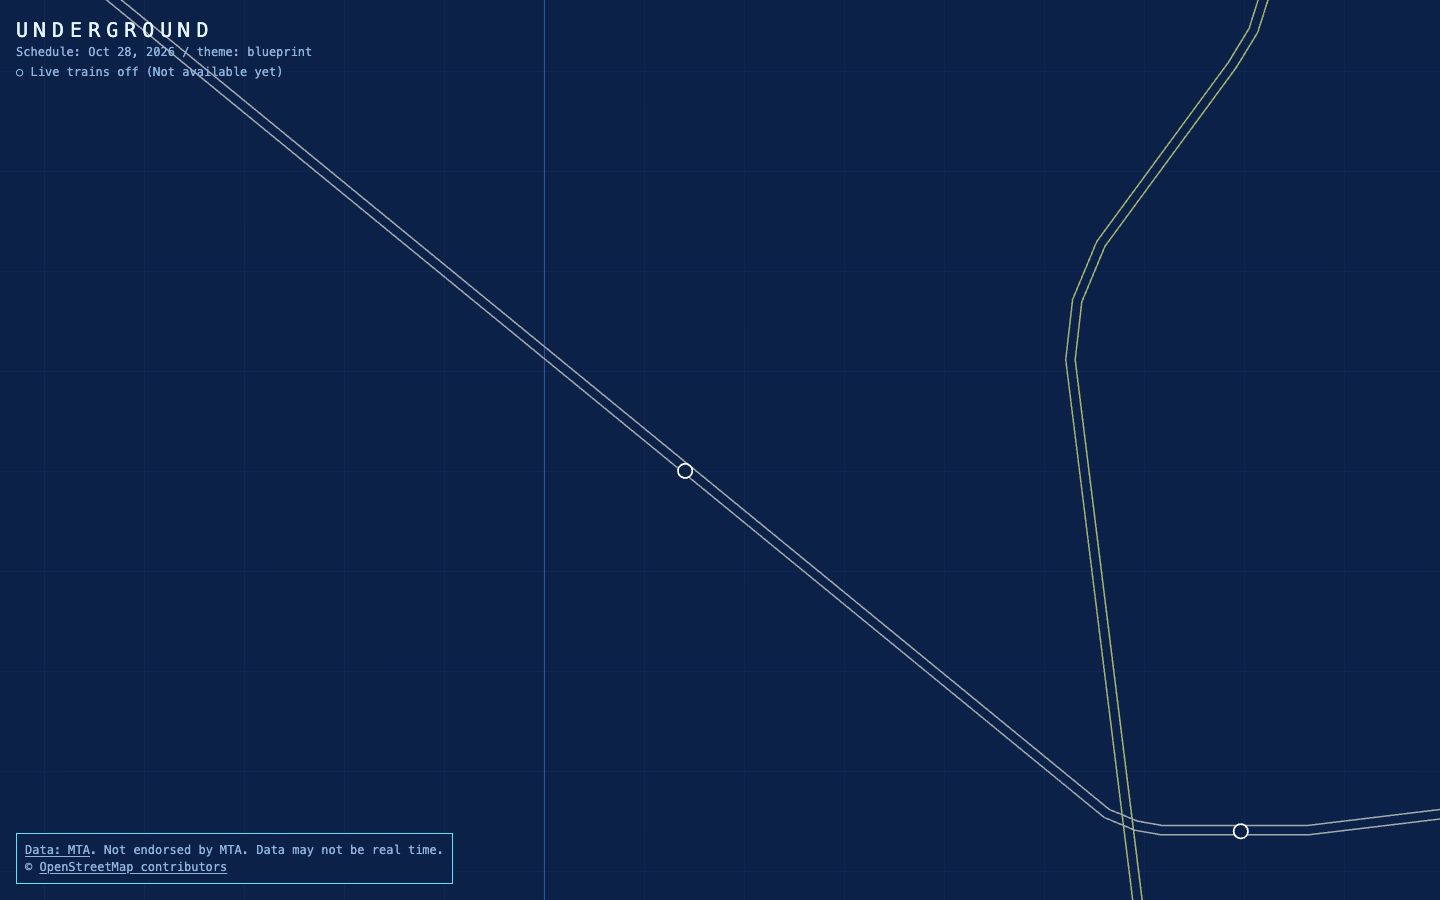 UNDERGROUND
Schedule: Oct 28, 2026 / theme: blueprint
Live trains off (Not available yet)
Data: MTA. Not endorsed by MTA. Data may not be real time.
© OpenStreetMap contributors